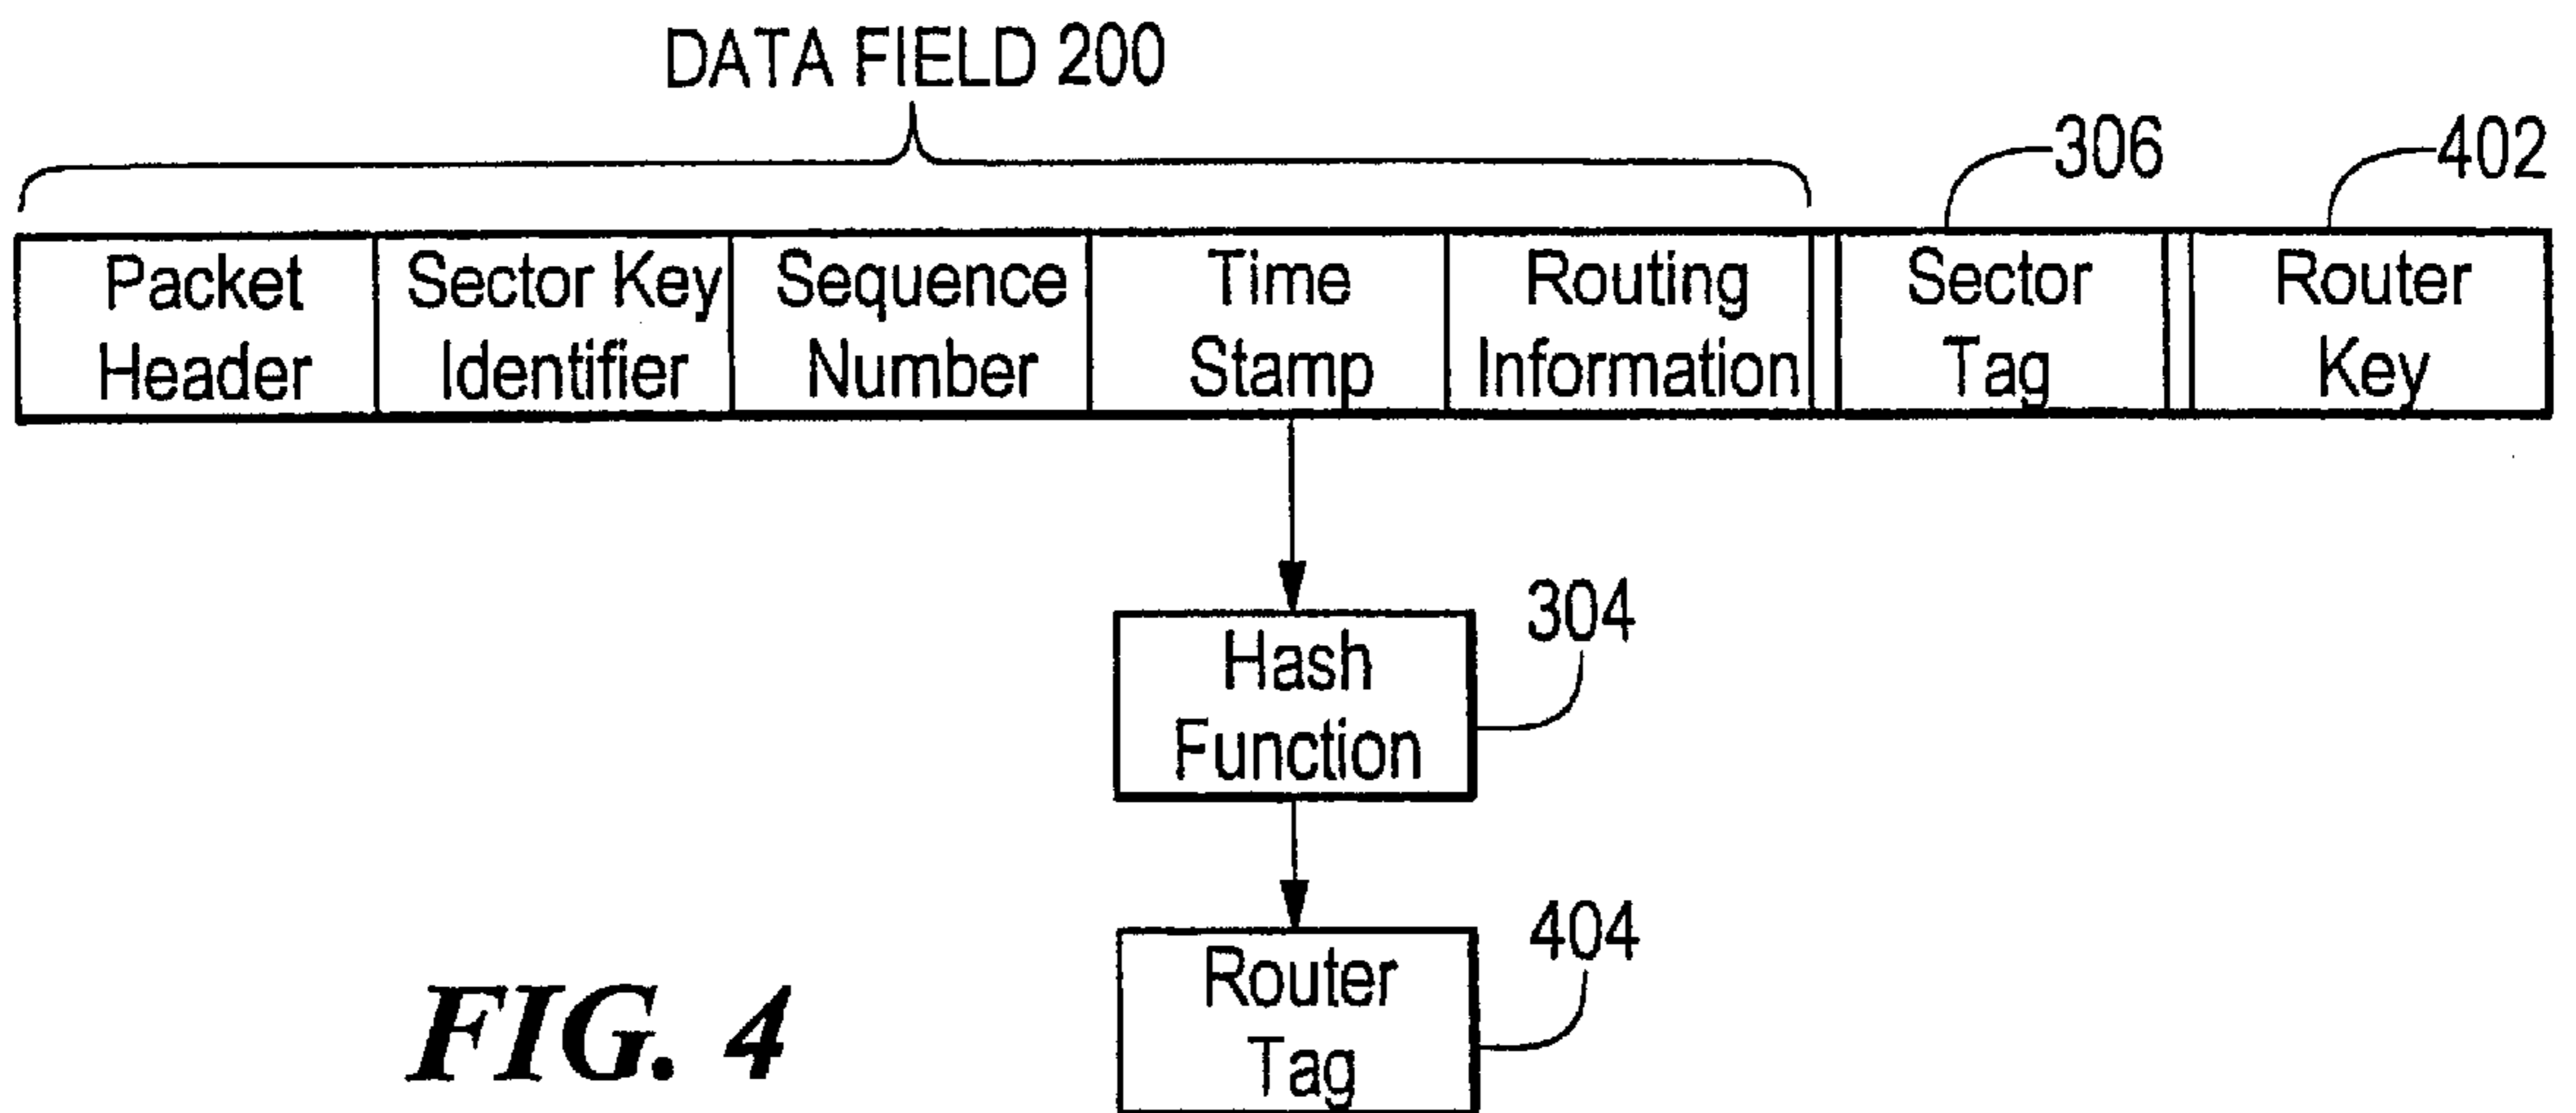 DATA FIELD 200
306
402
Packet Header
Sector Key Identifier
Sequence Number
Time Stamp
Routing Information
Sector Tag
Router Key
304
Hash
Function
404
Router
Tag
FIG. 4